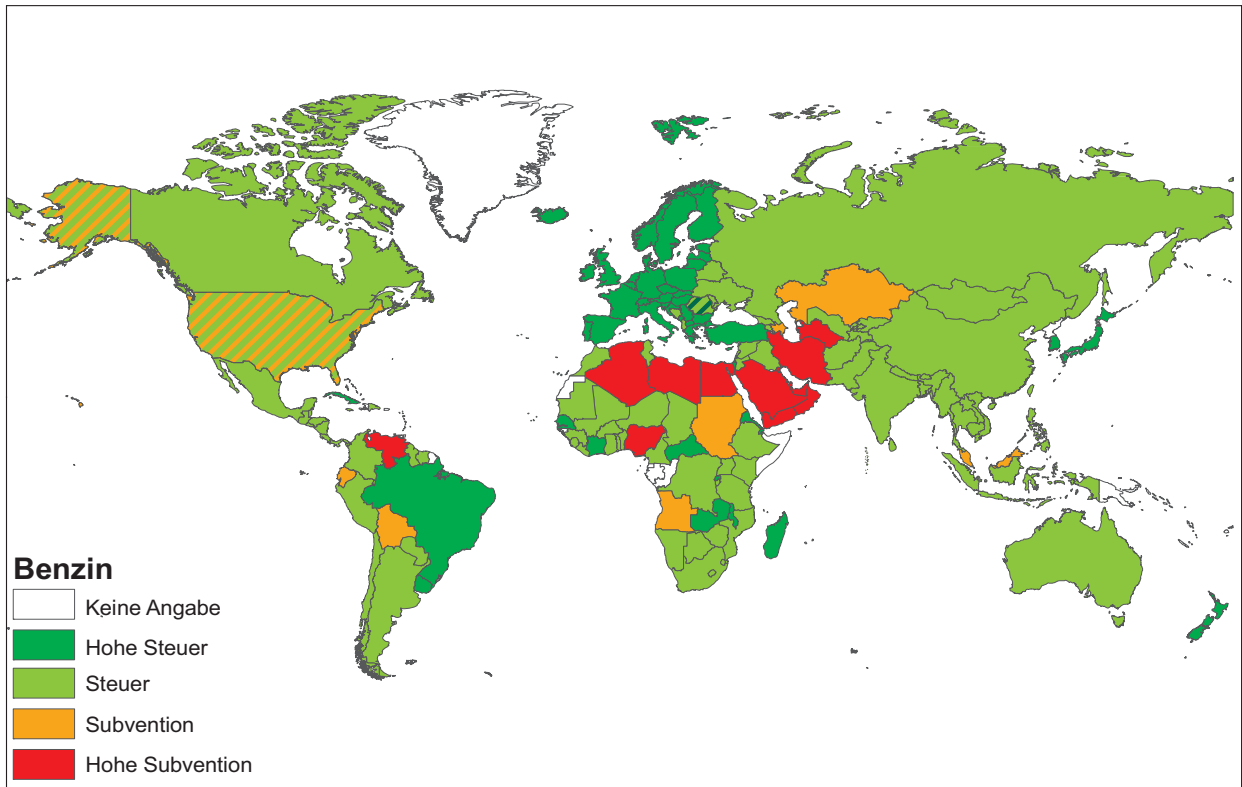 Benzin
Keine Angabe
Hohe Steuer
Steuer
Subvention
Hohe Subvention